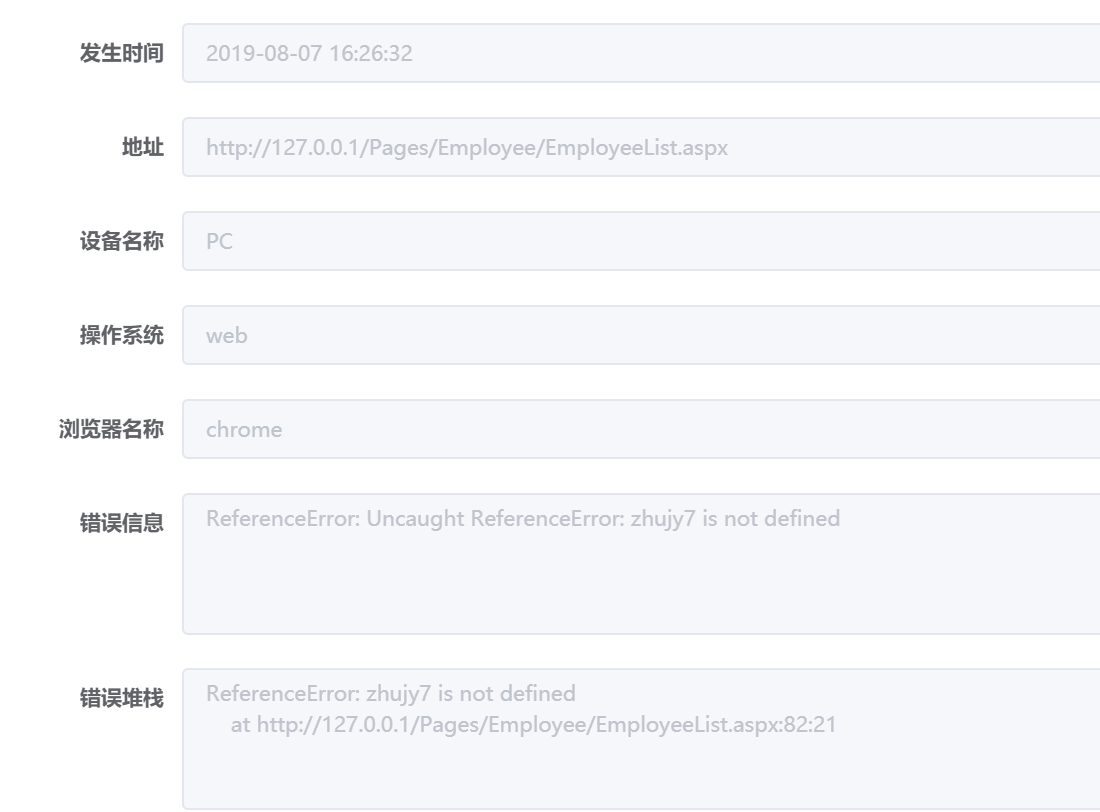 发生时间 2019-08-07 16:26:32
地址 http://127.0.0.1/Pages/Employee/EmployeeList.aspx
设备名称 PC
操作系统 web
浏览器名称 chrome
错误信息 ReferenceError: Uncaught ReferenceError: zhujy7 is not defined
错误堆栈 ReferenceError: zhujy7 is not defined
at http://127.0.0.1/Pages/Employee/EmployeeList.aspx:82:21